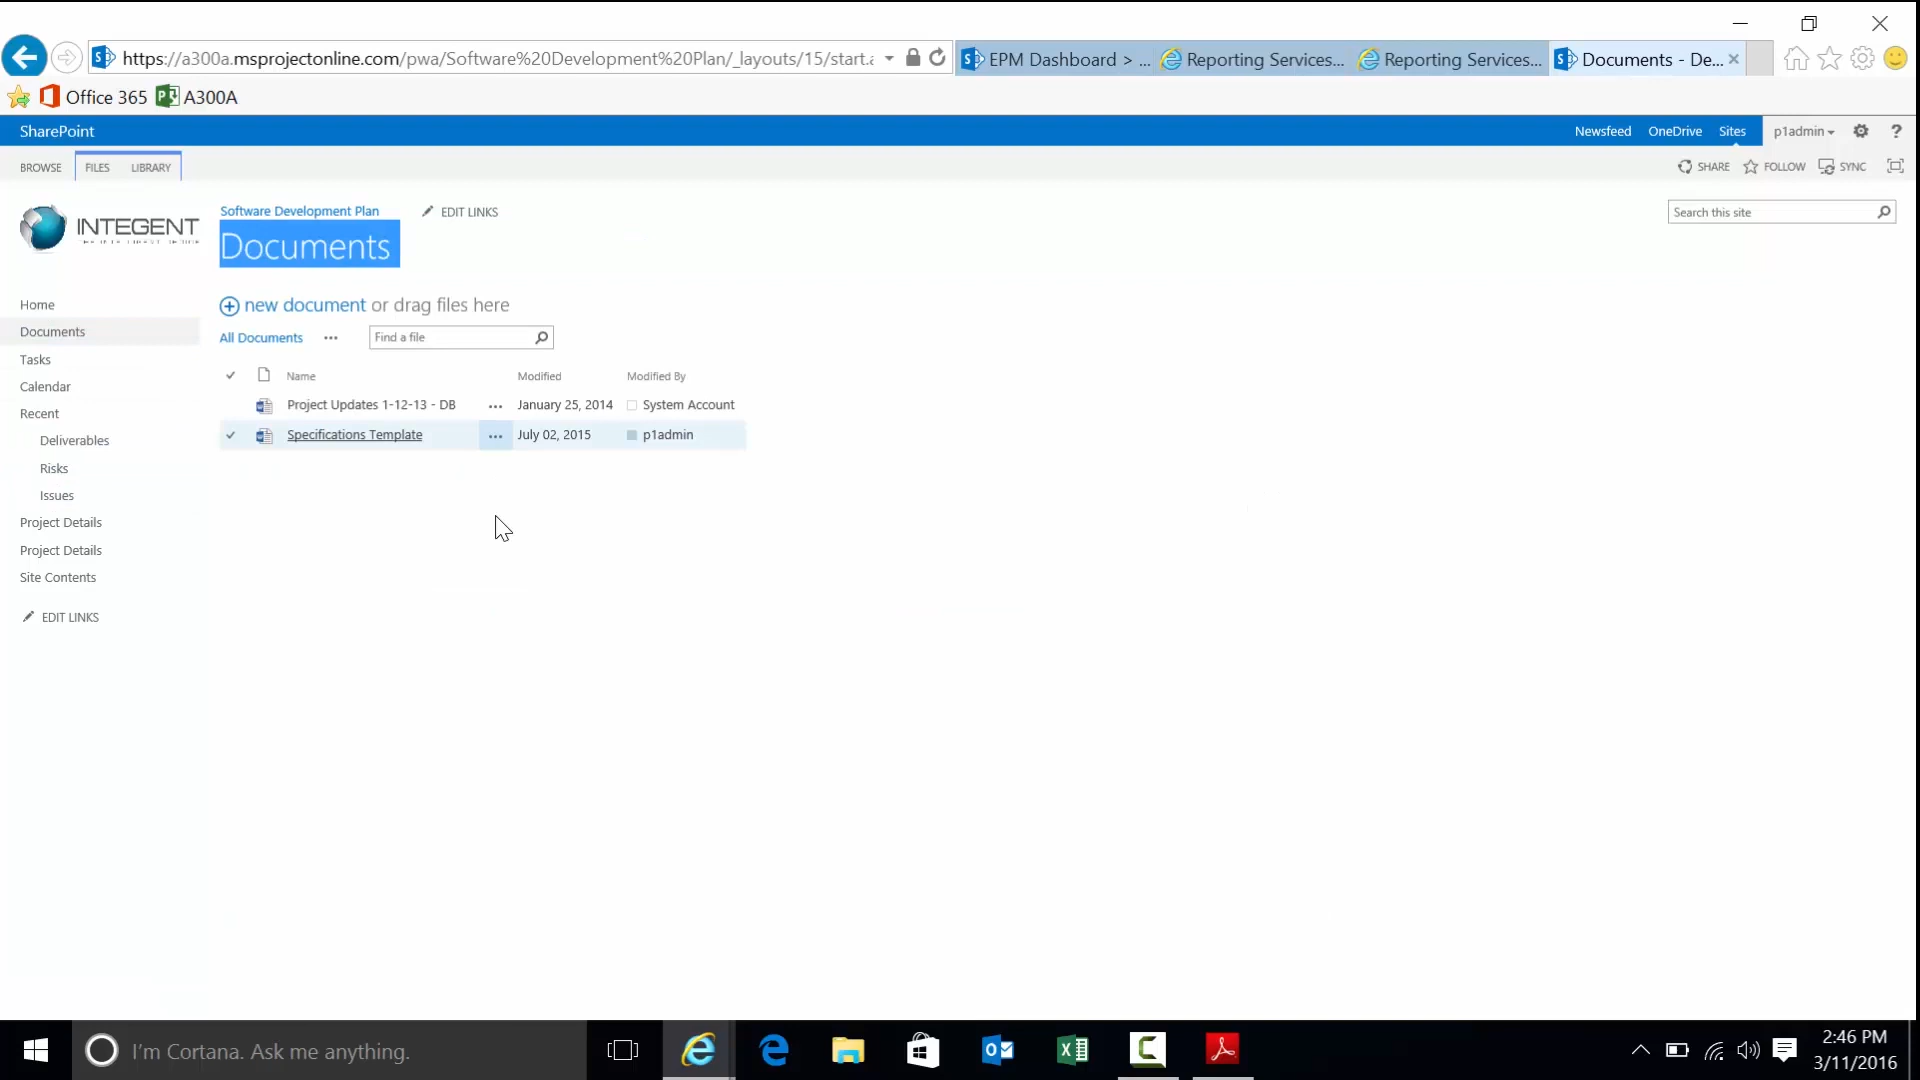 https://a300a.msprojectonline.com/pwa/Software%20Development%20Plan/_layouts/15/start.a
EPM Dashboard > ...
Reporting Services...
Reporting Services...
Documents - De...
Office 365
A300A
SharePoint
Newsfeed
OneDrive
Sites
p1admin
?
BROWSE
FILES
LIBRARY
SHARE
FOLLOW
SYNC
INTEGENT
Software Development Plan
EDIT LINKS
Documents
Search this site
Home
Documents
Tasks
Calendar
Recent
Deliverables
Risks
Issues
Project Details
Project Details
Site Contents
EDIT LINKS
new document or drag files here
All Documents
...
Find a file
Name
Modified
Modified By
Project Updates 1-12-13 - DB
...
January 25, 2014
System Account
Specifications Template
...
July 02, 2015
p1admin
I'm Cortana. Ask me anything.
2:46 PM
3/11/2016